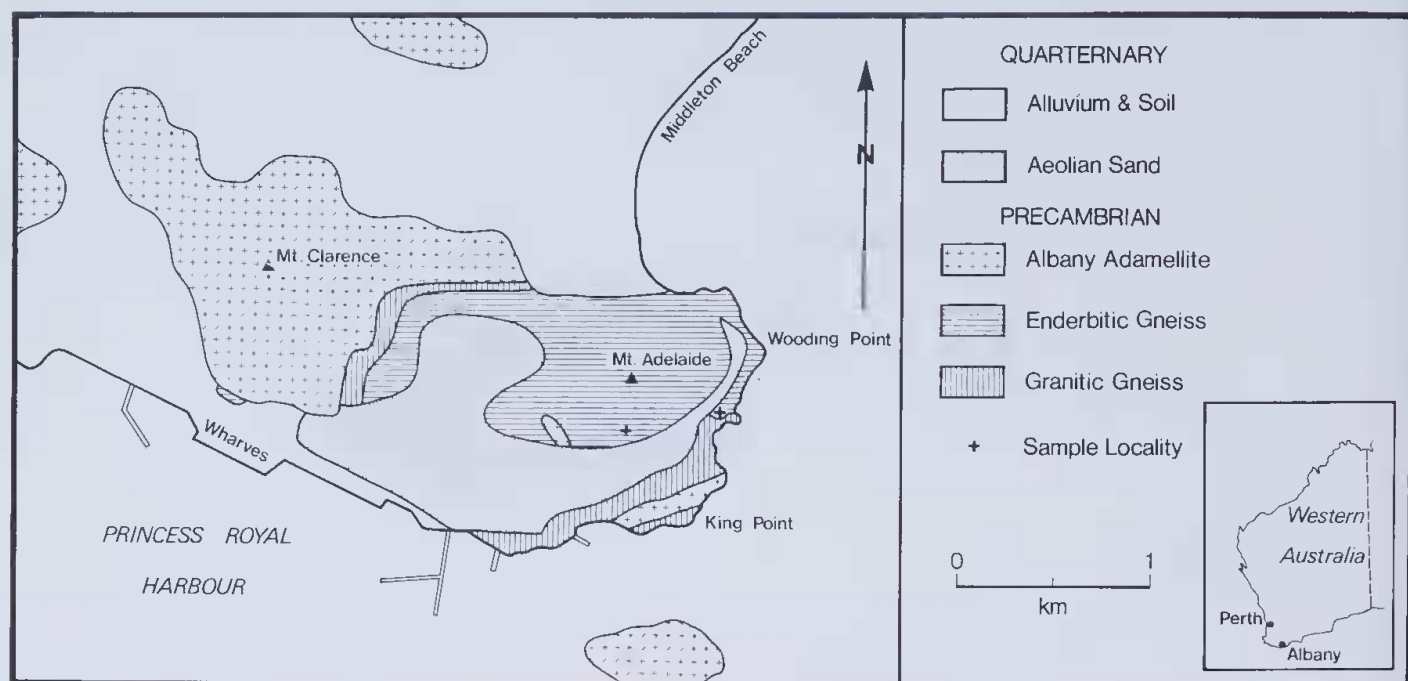 Middleton Beach
N
Mt. Clarence
Wooding Point
Mt. Adelaide
Wharves
King Point
PRINCESS ROYAL
HARBOUR
QUARTERNARY
Alluvium & Soil
Aeolian Sand
PRECAMBRIAN
Albany Adamellite
Enderbitic Gneiss
Granitic Gneiss
+ Sample Locality
0 1
km
Western
Australia
Perth
Albany